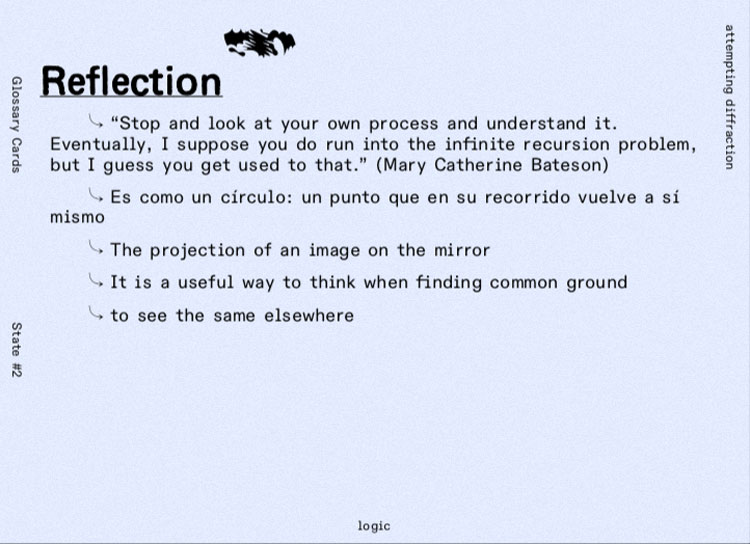 Reflection
“Stop and look at your own process and understand it.
Eventually, I suppose you do run into the infinite recursion problem,
but I guess you get used to that.” (Mary Catherine Bateson)
Es como un círculo: un punto que en su recorrido vuelve a sí
mismo
The projection of an image on the mirror
It is a useful way to think when finding common ground
to see the same elsewhere
Glossary Cards
State #2
attempting diffraction
logic